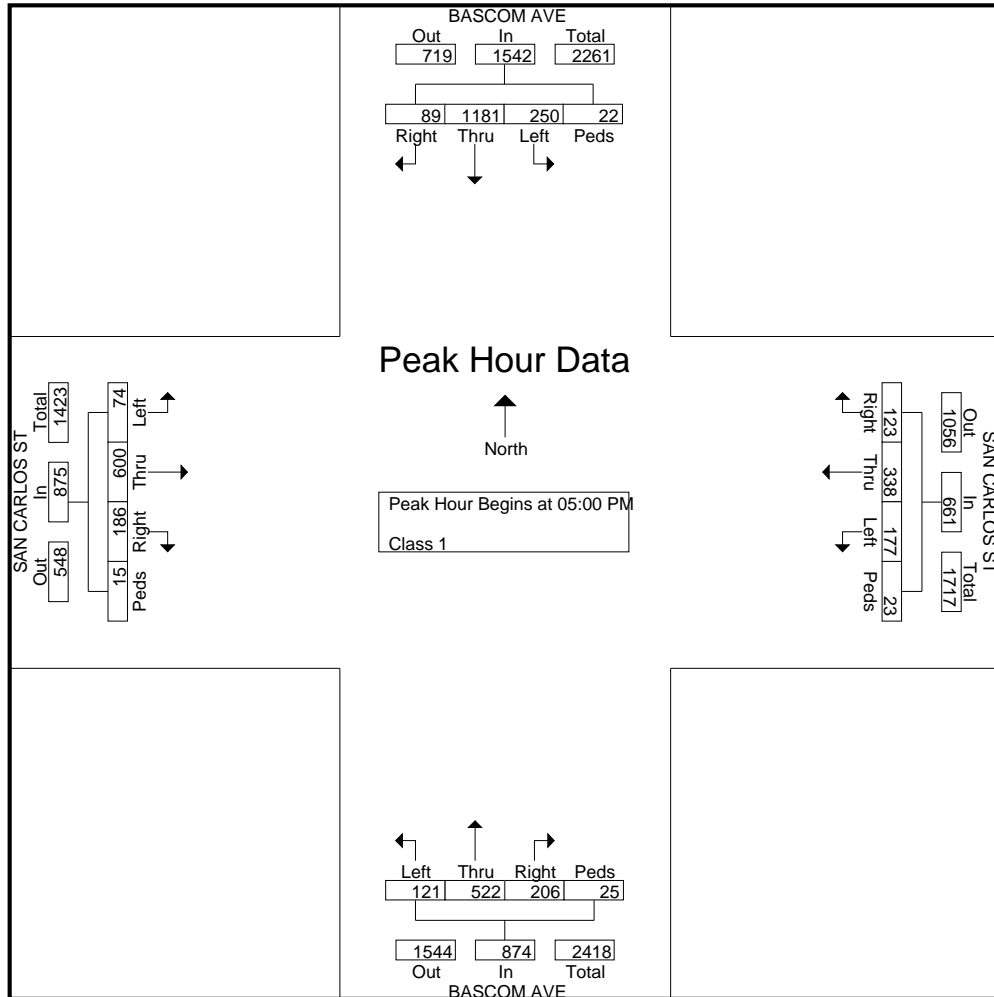 BASCOM AVE
Out In Total
719 1542 2261
89 1181 250 22
Right Thru Left Peds
Peak Hour Data
North
Peak Hour Begins at 05:00 PM
Class 1
SAN CARLOS ST
Total In Out
1423 875 548
74 600 186 15
Left Thru Right Peds
Right Thru Left Peds
123 338 177 23
1056 661 1717
Out In Total
SAN CARLOS ST
Left Thru Right Peds
121 522 206 25
1544 874 2418
Out In Total
BASCOM AVE